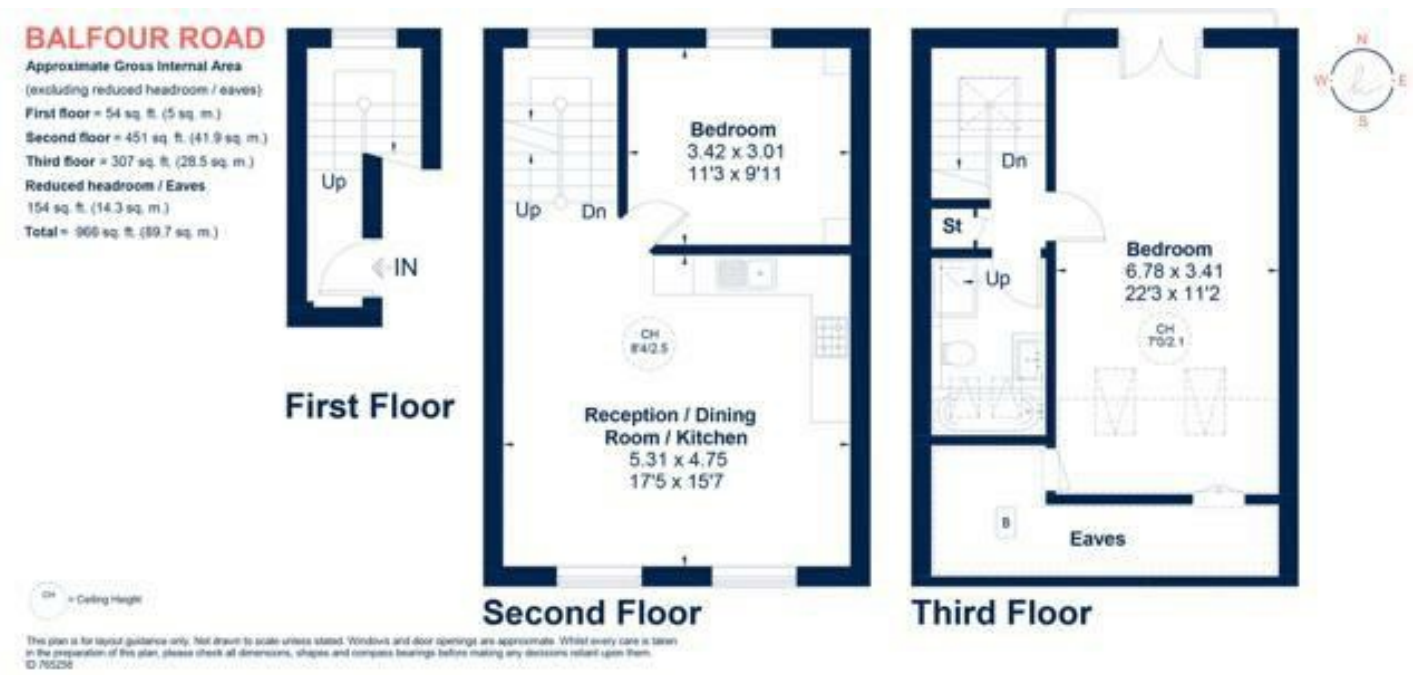 BALFOUR ROAD
Approximate Gross Internal Area
(excluding reduced headroom / eaves)
First floor = 54 sq. ft. (5 sq. m.)
Second floor = 451 sq. ft. (41.9 sq. m.)
Third floor = 307 sq. ft. (28.5 sq. m.)
Reduced headroom / Eaves
154 sq. ft. (14.3 sq. m.)
Total = 966 sq. ft. (89.7 sq. m.)
Up
IN
First Floor
Bedroom
3.42 x 3.01
11'3 x 9'11
Up
Dn
CH
8'4/2.5
Reception / Dining
Room / Kitchen
5.31 x 4.75
17'5 x 15'7
Second Floor
Dn
St
Up
Bedroom
6.78 x 3.41
22'3 x 11'2
CH
7'0/2.1
B
Eaves
Third Floor
N
W
E
S
CH
= Ceiling Height
This plan is for layout guidance only. Not drawn to scale unless stated. Windows and door openings are approximate. Whilst every care is taken
in the preparation of this plan, please check all dimensions, shapes and compass bearings before making any decisions reliant upon them.
ID 765258